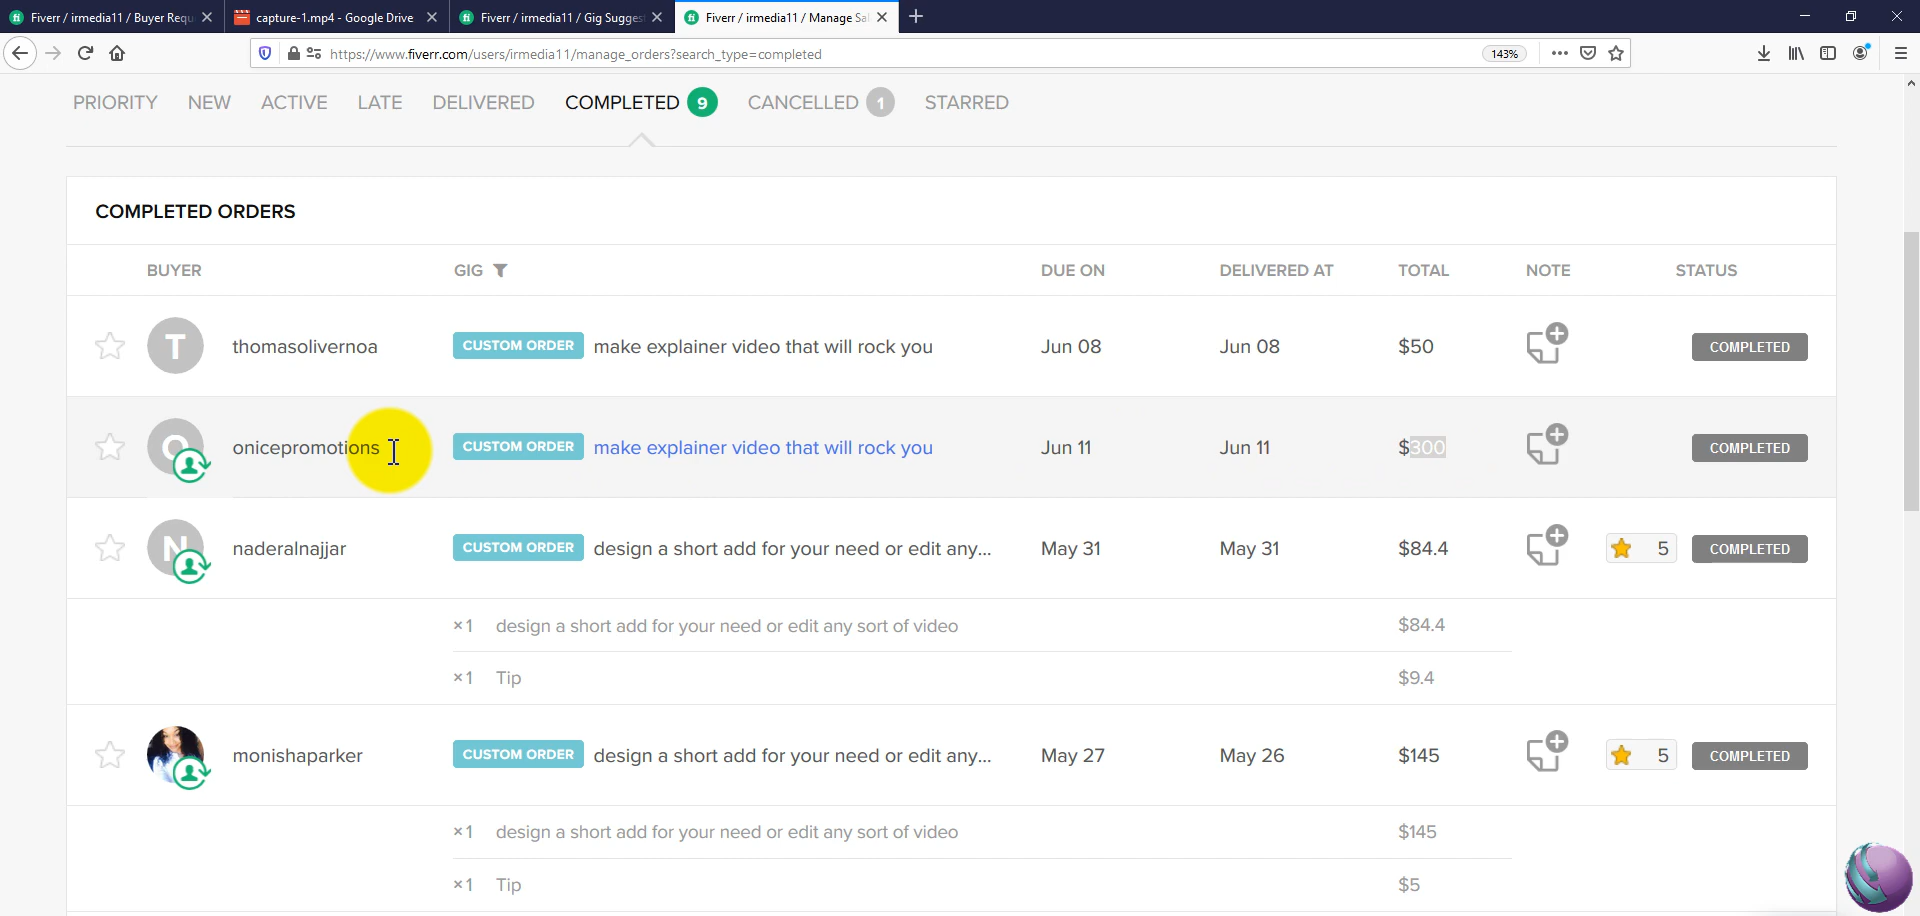 Fiverr / irmedia11 / Buyer Requ
capture-1.mp4 - Google Drive
Fiverr / irmedia11 / Gig Sugges
Fiverr / irmedia11 / Manage Sal
https://www.fiverr.com/users/irmedia11/manage_orders?search_type=completed
143%
PRIORITY NEW ACTIVE LATE DELIVERED COMPLETED 9 CANCELLED 1 STARRED
COMPLETED ORDERS
BUYER GIG DUE ON DELIVERED AT TOTAL NOTE STATUS
T thomasolivernoa CUSTOM ORDER make explainer video that will rock you Jun 08 Jun 08 $50 COMPLETED
O onicepromotions CUSTOM ORDER make explainer video that will rock you Jun 11 Jun 11 $300 COMPLETED
N naderalnajjar CUSTOM ORDER design a short add for your need or edit any... May 31 May 31 $84.4 5 COMPLETED
×1 design a short add for your need or edit any sort of video $84.4
×1 Tip $9.4
monishaparker CUSTOM ORDER design a short add for your need or edit any... May 27 May 26 $145 5 COMPLETED
×1 design a short add for your need or edit any sort of video $145
×1 Tip $5